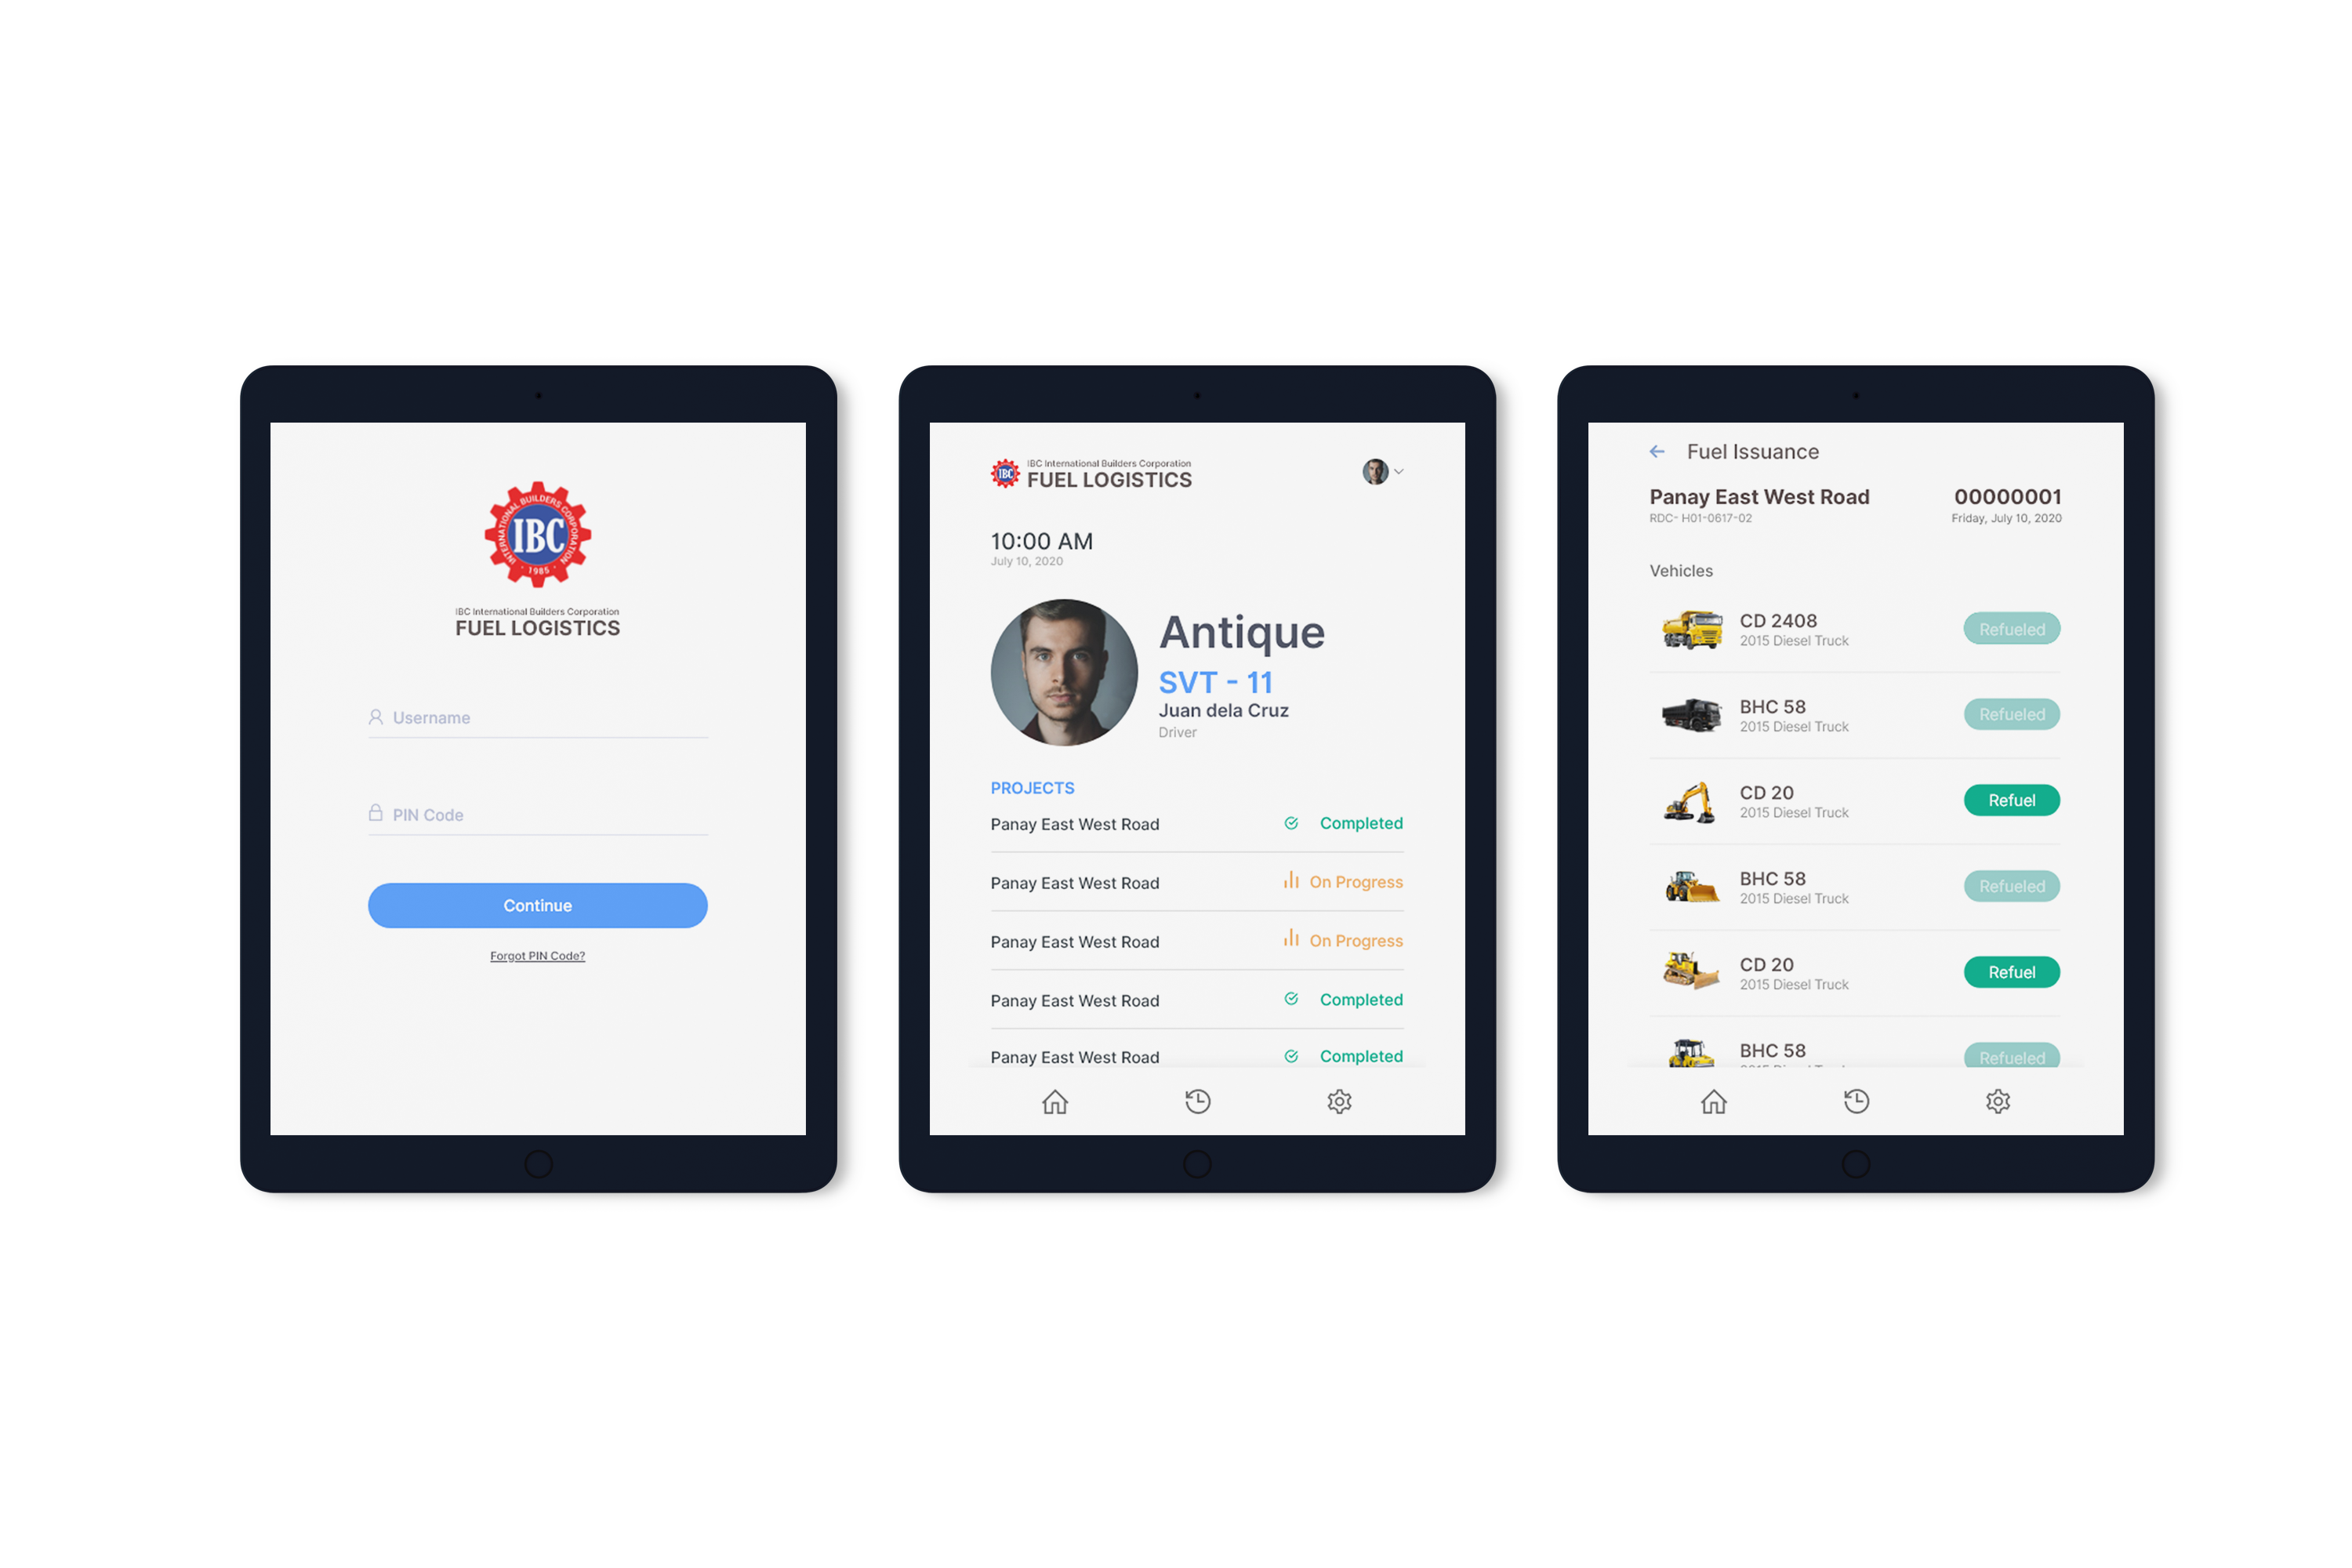 INTERNATIONAL BUILDERS CORPORATION
IBC
· 1985 ·
IBC International Builders Corporation
FUEL LOGISTICS
Username
PIN Code
Continue
Forgot PIN Code?
IBC
IBC International Builders Corporation
FUEL LOGISTICS
10:00 AM
July 10, 2020
Antique
SVT - 11
Juan dela Cruz
Driver
PROJECTS
Panay East West Road Completed
Panay East West Road On Progress
Panay East West Road On Progress
Panay East West Road Completed
Panay East West Road Completed
Fuel Issuance
Panay East West Road 00000001
RDC- H01-0617-02 Friday, July 10, 2020
Vehicles
CD 2408
2015 Diesel Truck
Refueled
BHC 58
2015 Diesel Truck
Refueled
CD 20
2015 Diesel Truck
Refuel
BHC 58
2015 Diesel Truck
Refueled
CD 20
2015 Diesel Truck
Refuel
BHC 58
Refueled